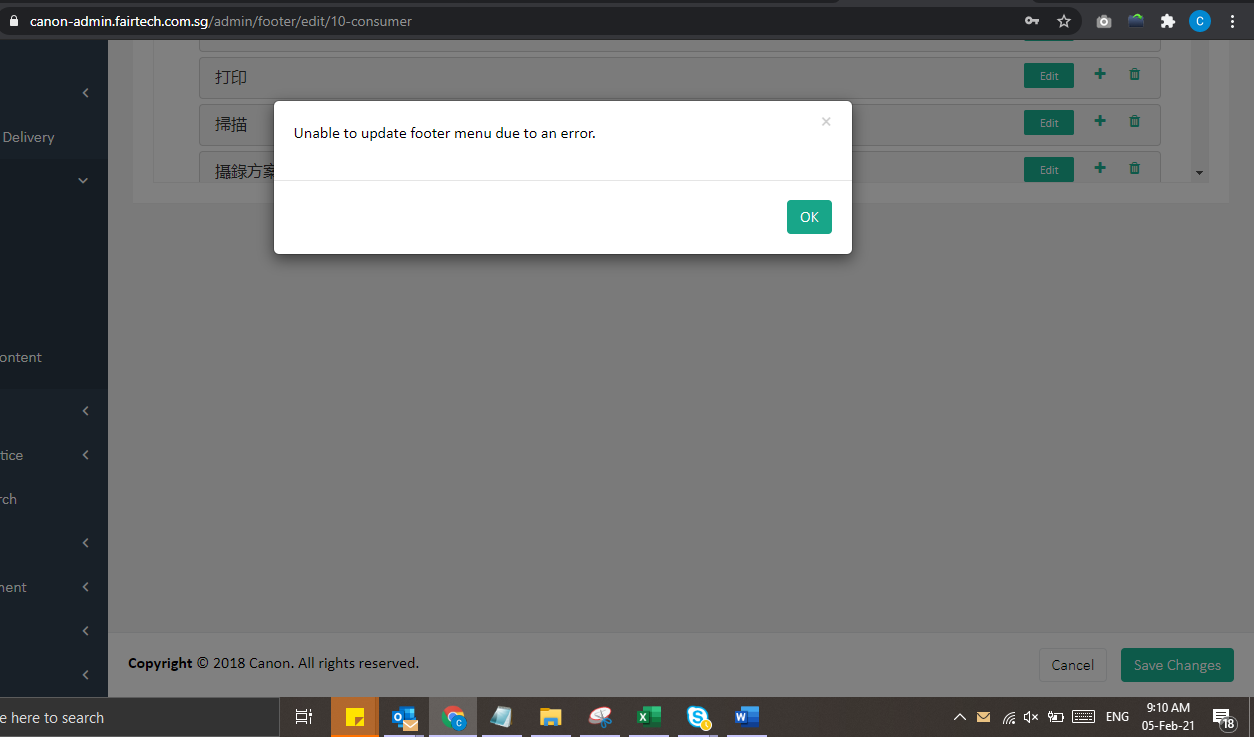 canon-admin.fairtech.com.sg/admin/footer/edit/10-consumer
C
打印
Edit
Delivery
掃描
Edit
Unable to update footer menu due to an error.
×
攝錄方案
Edit
OK
ontent
tice
rch
nent
Copyright © 2018 Canon. All rights reserved.
Cancel
Save Changes
e here to search
C
ENG
9:10 AM
05-Feb-21
18